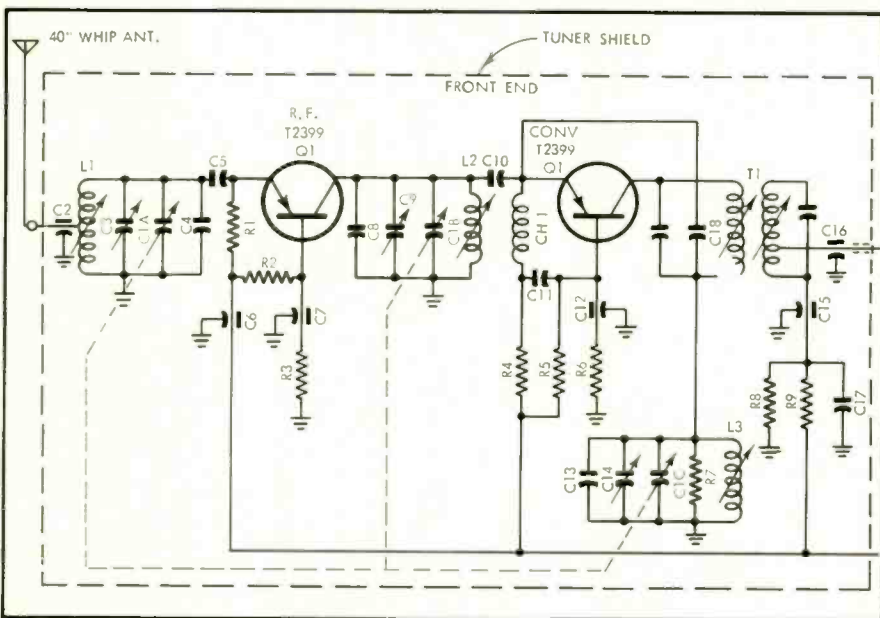 40" WHIP ANT.
TUNER SHIELD
FRONT END
R.F.
T2399
Q1
CONV
T2399
Q1
L1
C2
C3
C1A
C4
C5
R1
R2
C6
C7
R3
C8
C9
C1B
L2
C10
CH1
C11
C12
R4
R5
R6
C18
T1
C16
C15
R8
R9
C17
C13
C14
C1C
R7
L3